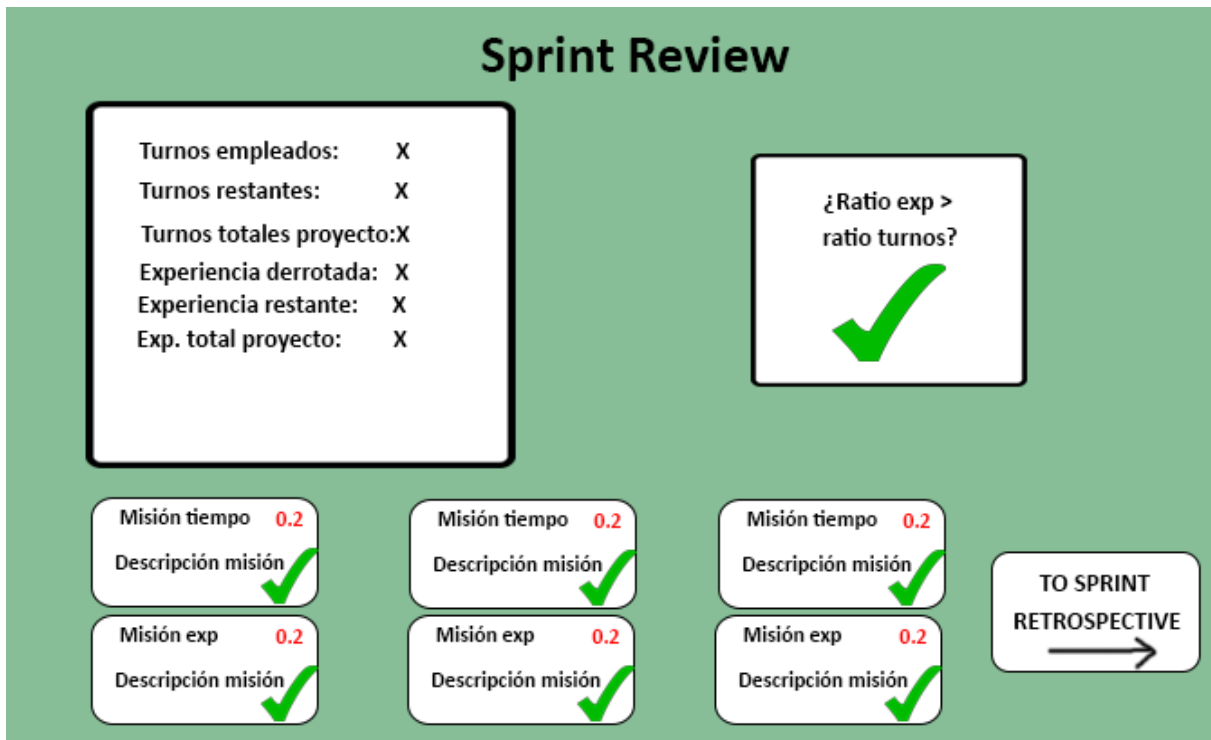 Sprint Review
Turnos empleados: X
Turnos restantes: X
Turnos totales proyecto:X
Experiencia derrotada: X
Experiencia restante: X
Exp. total proyecto: X
¿Ratio exp >
ratio turnos?
Misión tiempo 0.2
Descripción misión
Misión tiempo 0.2
Descripción misión
Misión tiempo 0.2
Descripción misión
Misión exp 0.2
Descripción misión
Misión exp 0.2
Descripción misión
Misión exp 0.2
Descripción misión
TO SPRINT
RETROSPECTIVE